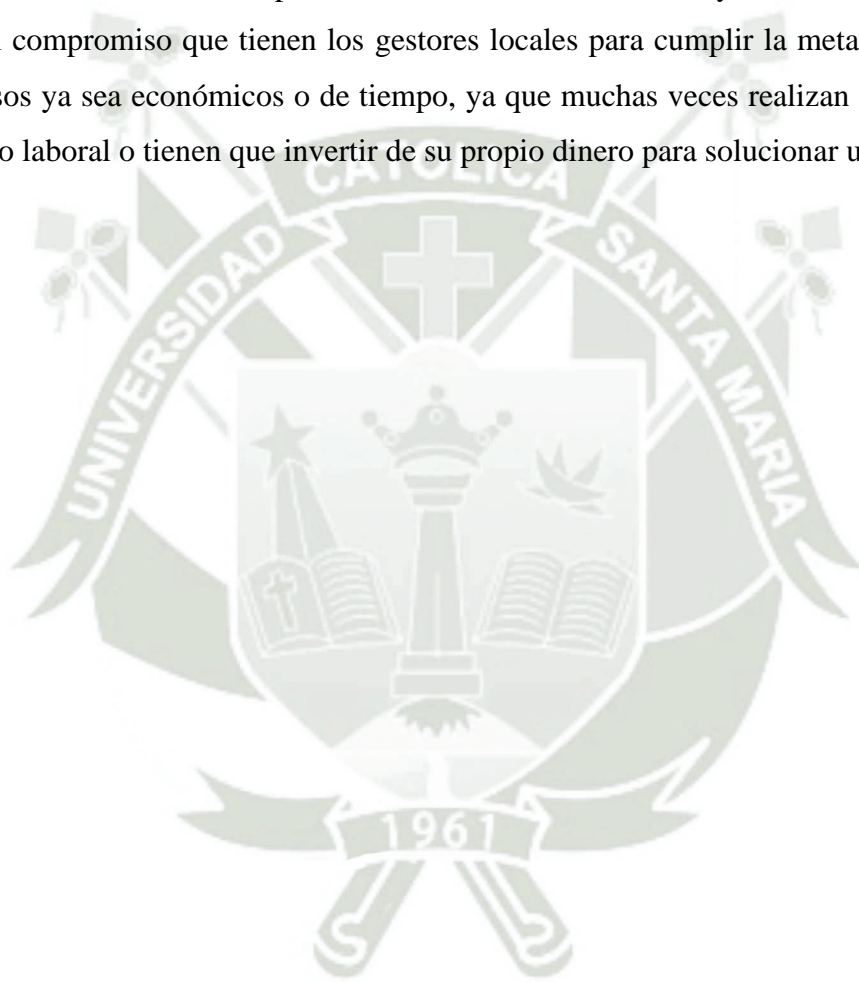 compromiso que tienen los gestores locales para cumplir la meta
sos ya sea económicos o de tiempo, ya que muchas veces realizan
o laboral o tienen que invertir de su propio dinero para solucionar u
CATOLICA
UNIVERSIDAD
SANTA MARIA
1961